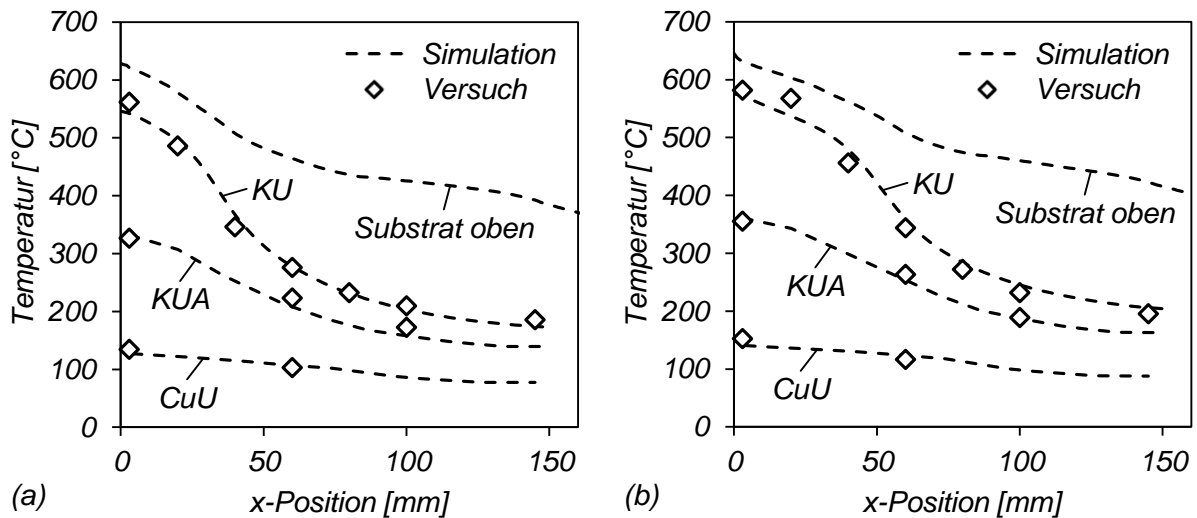 Temperatur [°C]
700
600
500
400
300
200
100
0
Simulation
Versuch
KU
Substrat oben
KUA
CuU
0
50
100
150
x-Position [mm]
(a)
Temperatur [°C]
700
600
500
400
300
200
100
0
Simulation
Versuch
KU
Substrat oben
KUA
CuU
0
50
100
150
x-Position [mm]
(b)